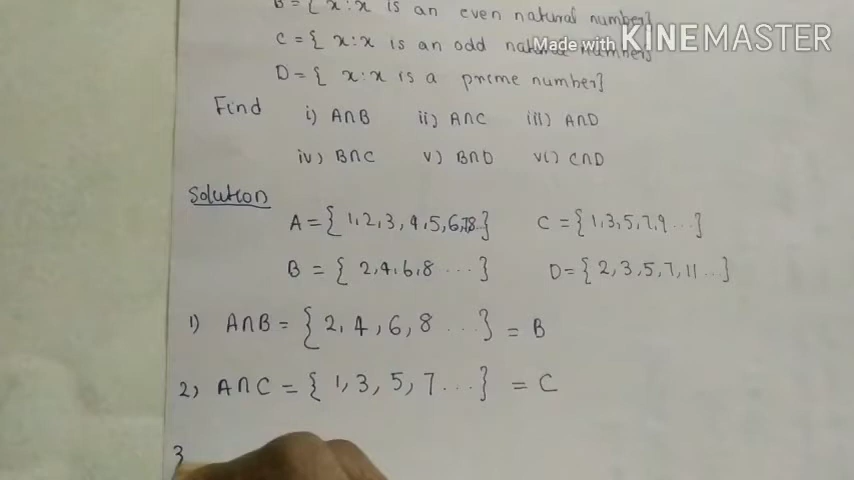 B = { x : x is an even natural number}
C = { x : x is an odd natural numbers
Made with KINEMASTER
D = { x : x is a prime number}
Find i) A∩B ii) A∩C iii) A∩D
iv) B∩C v) B∩D vi) C∩D
Solution
A = { 1, 2, 3, 4, 5, 6, 7, 8...} C = { 1, 3, 5, 7, 9 ...}
B = { 2, 4, 6, 8 ...} D = { 2, 3, 5, 7, 11 ...}
1) A∩B = { 2, 4, 6, 8 ...} = B
2) A∩C = { 1, 3, 5, 7 ...} = C
3